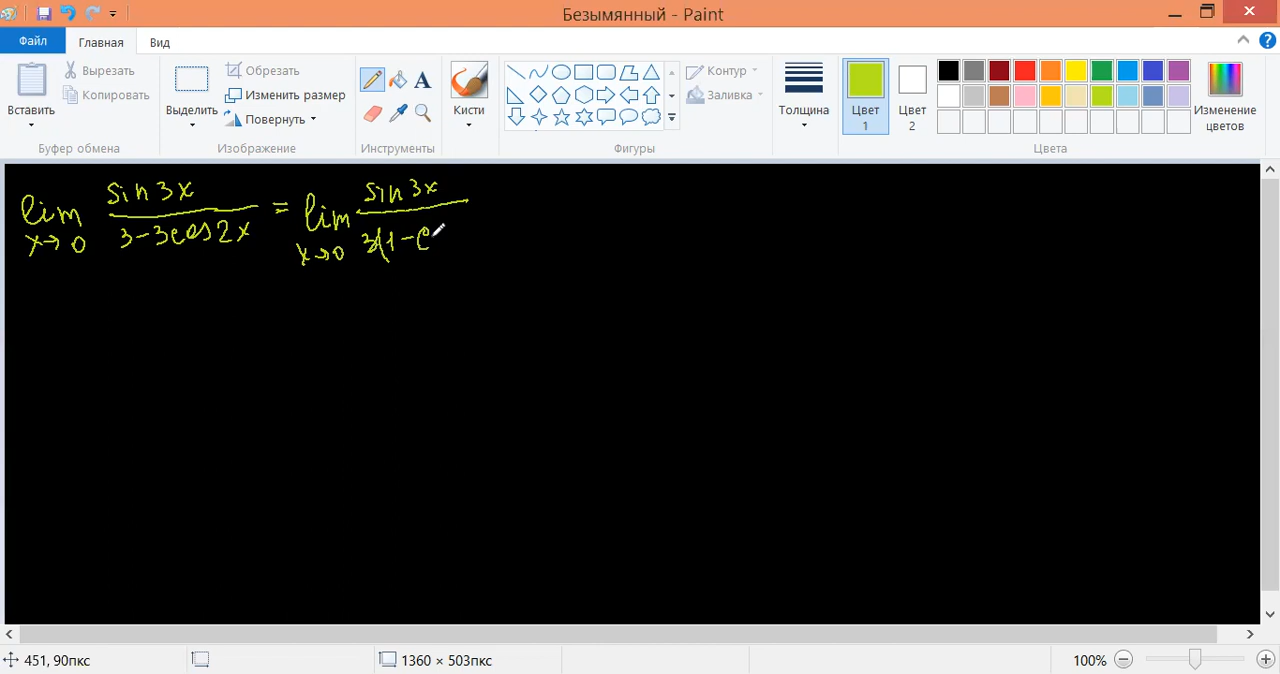 Безымянный - Paint
Файл Главная Вид
Вставить
Вырезать
Копировать
Буфер обмена
Выделить
Обрезать
Изменить размер
Повернуть
Изображение
A
Инструменты
Кисти
Контур
Заливка
Фигуры
Толщина
Цвет 1
Цвет 2
Изменение цветов
Цвета
lim x→0 sin 3x / 3-3cos 2x = lim x→0 sin 3x / 3(1-c
451, 90пкс
1360 × 503пкс
100%